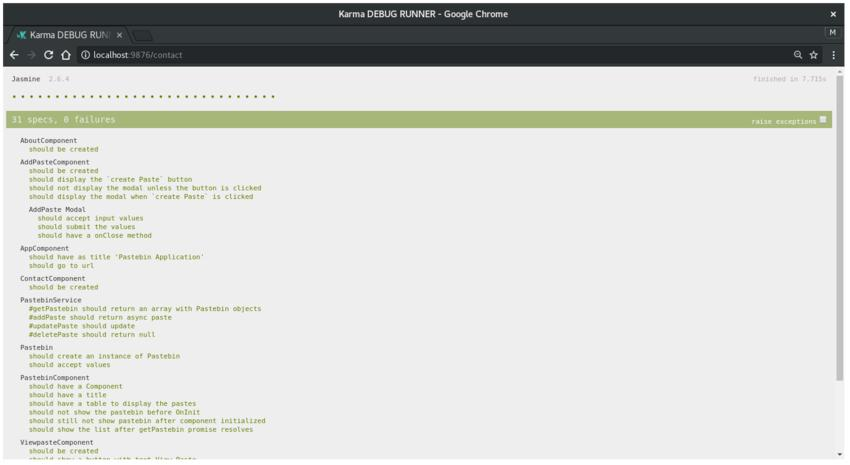 Karma DEBUG RUNNER - Google Chrome
Karma DEBUG RUN
M
localhost:9876/contact
Jasmine 2.6.4
finished in 7.715s
31 specs, 0 failures
raise exceptions
AboutComponent
should be created
AddPasteComponent
should be created
should display the `create Paste` button
should not display the modal unless the button is clicked
should display the modal when `create Paste` is clicked
AddPaste Modal
should accept input values
should submit the values
should have a onClose method
AppComponent
should have as title 'Pastebin Application'
should go to url
ContactComponent
should be created
PastebinService
#getPastebin should return an array with Pastebin objects
#addPaste should return async paste
#updatePaste should update
#deletePaste should return null
Pastebin
should create an instance of Pastebin
should accept values
PastebinComponent
should have a Component
should have a title
should have a table to display the pastes
should not show the pastebin before OnInit
should still not show pastebin after component initialized
should show the list after getPastebin promise resolves
ViewpasteComponent
should be created
should show a button with text View Paste